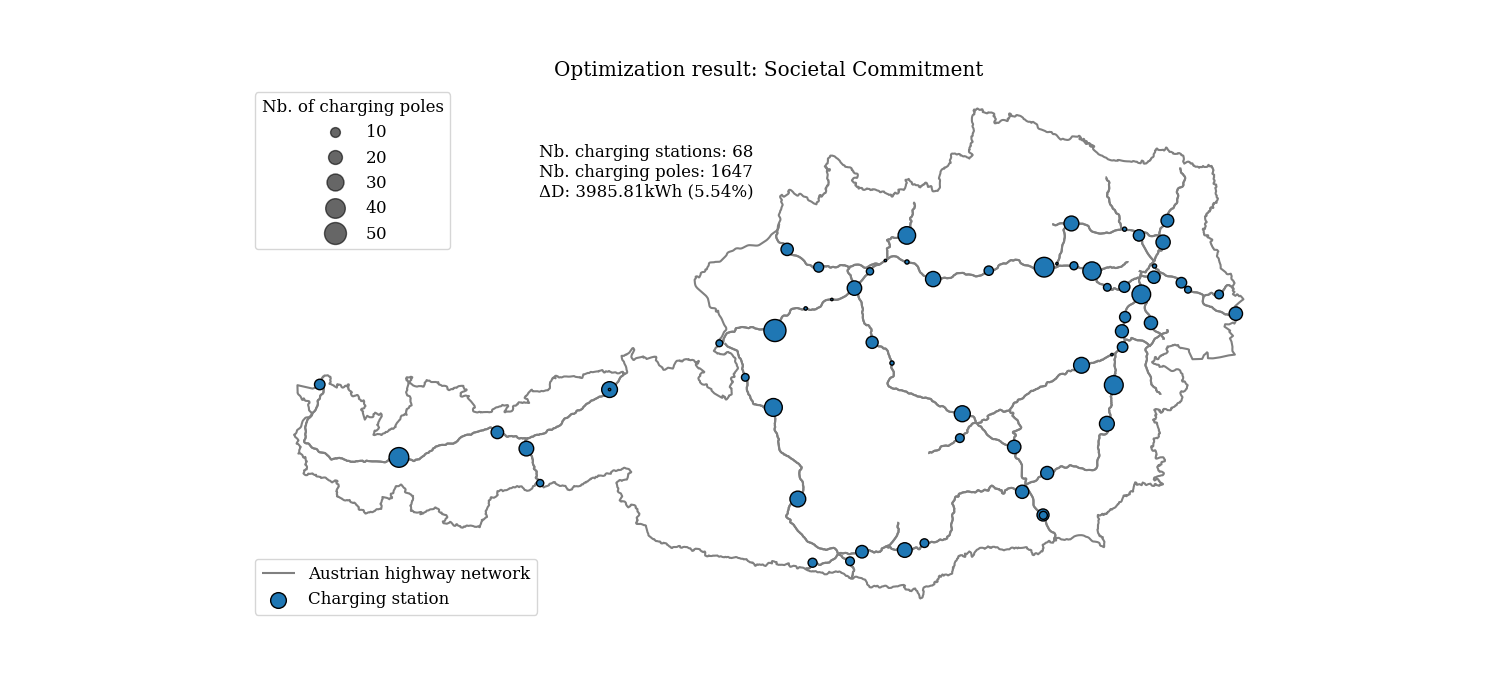 Optimization result: Societal Commitment
Nb. of charging poles
10
20
30
40
50
Nb. charging stations: 68
Nb. charging poles: 1647
ΔD: 3985.81kWh (5.54%)
Austrian highway network
Charging station